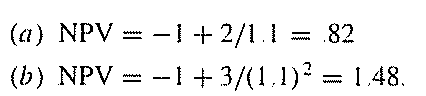 (a) NPV = −1 + 2/1.1 = .82
(b) NPV = −1 + 3/(1.1)² = 1.48.